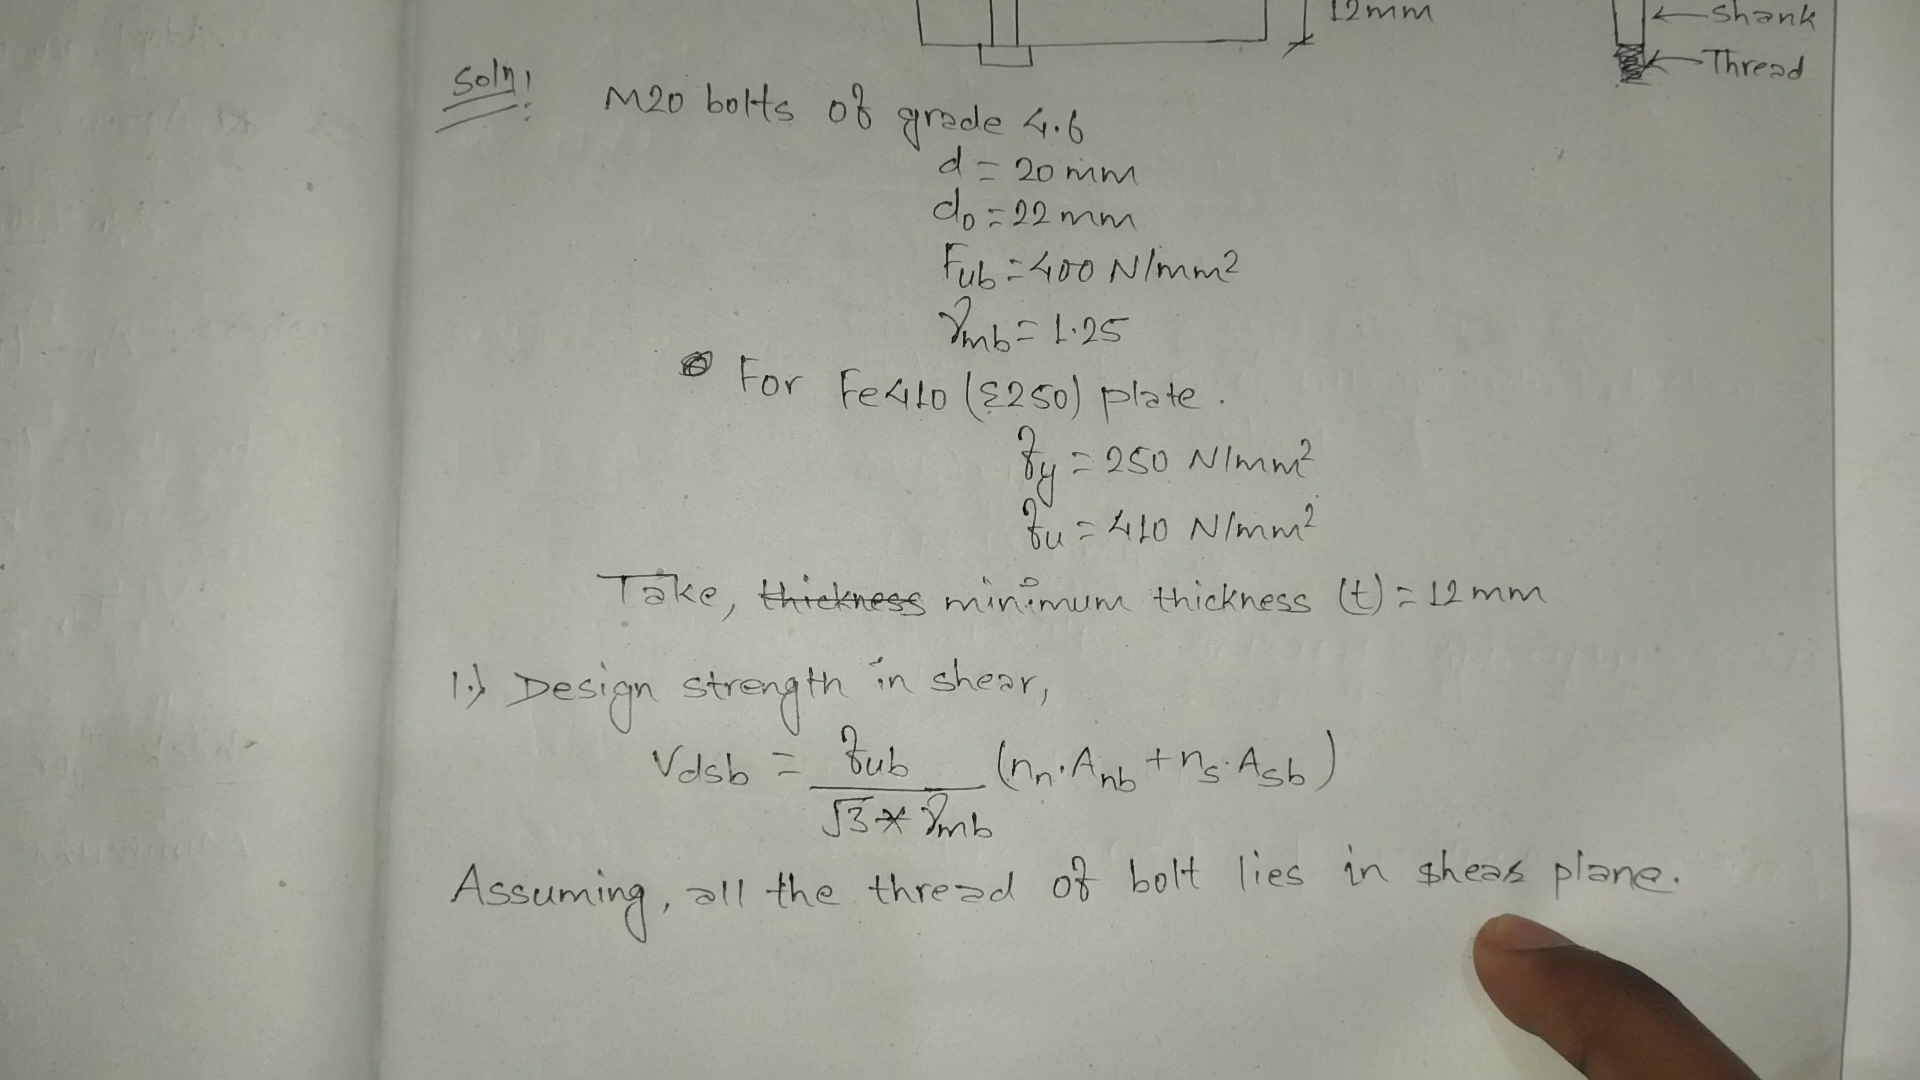 12mm
shank
Thread
Soln:
M20 bolts of grade 4.6
d = 20 mm
d₀ = 22 mm
Fub = 400 N/mm²
γmb = 1.25
For Fe410 (E250) plate.
fy = 250 N/mm²
fu = 410 N/mm²
Take, thickness minimum thickness (t) = 12 mm
1.) Design strength in shear,
Vdsb = fub / √3 * γmb (nn·Anb + ns·Asb)
Assuming, all the thread of bolt lies in shear plane.